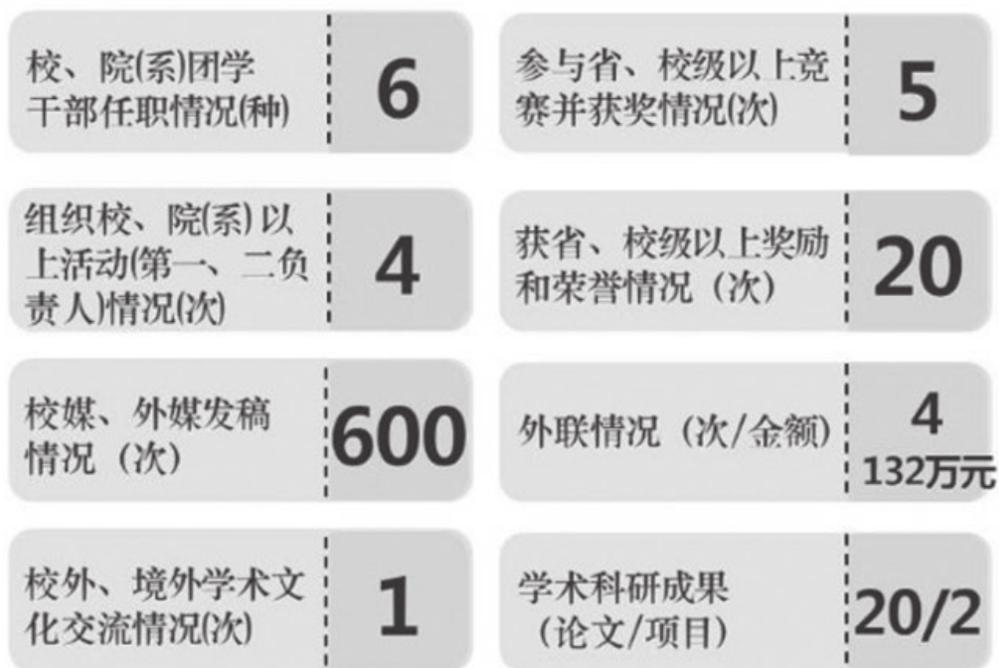 校、院(系)团学
干部任职情况(种)
6
参与省、校级以上竞
赛并获奖情况(次)
5
组织校、院(系)以
上活动(第一、二负
责人)情况(次)
4
获省、校级以上奖励
和荣誉情况（次）
20
校媒、外媒发稿
情况（次）
600
外联情况（次/金额）
4
132万元
校外、境外学术文
化交流情况(次)
1
学术科研成果
（论文/项目）
20/2